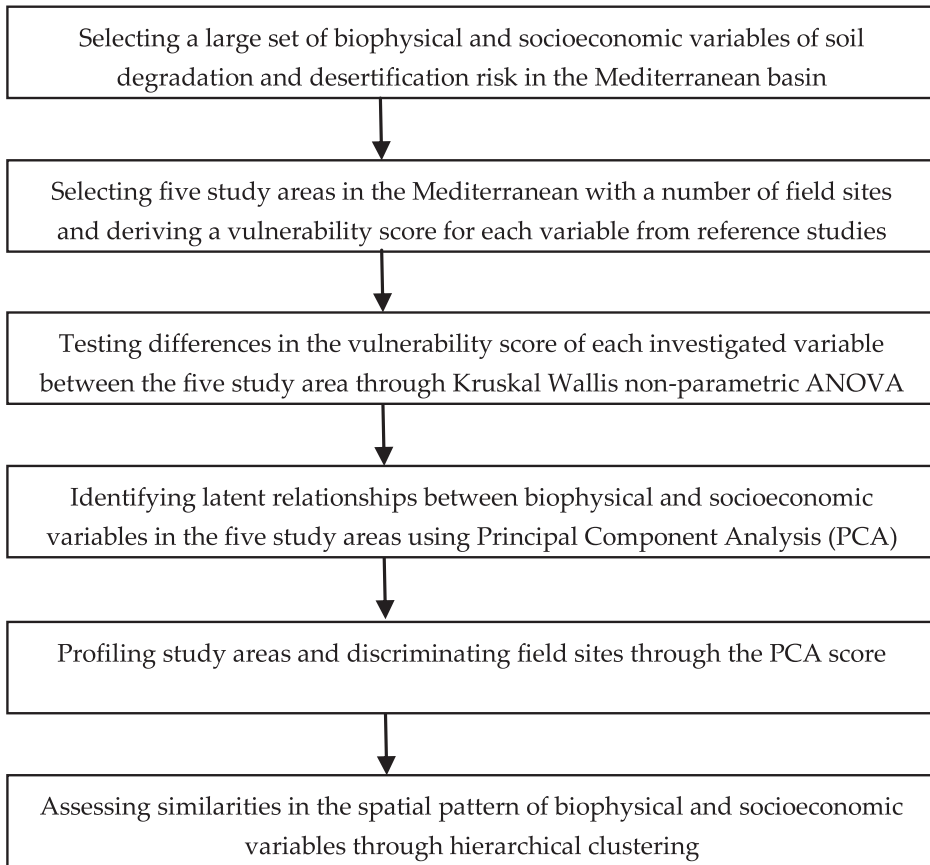 Selecting a large set of biophysical and socioeconomic variables of soil
degradation and desertification risk in the Mediterranean basin
Selecting five study areas in the Mediterranean with a number of field sites
and deriving a vulnerability score for each variable from reference studies
Testing differences in the vulnerability score of each investigated variable
between the five study area through Kruskal Wallis non-parametric ANOVA
Identifying latent relationships between biophysical and socioeconomic
variables in the five study areas using Principal Component Analysis (PCA)
Profiling study areas and discriminating field sites through the PCA score
Assessing similarities in the spatial pattern of biophysical and socioeconomic
variables through hierarchical clustering